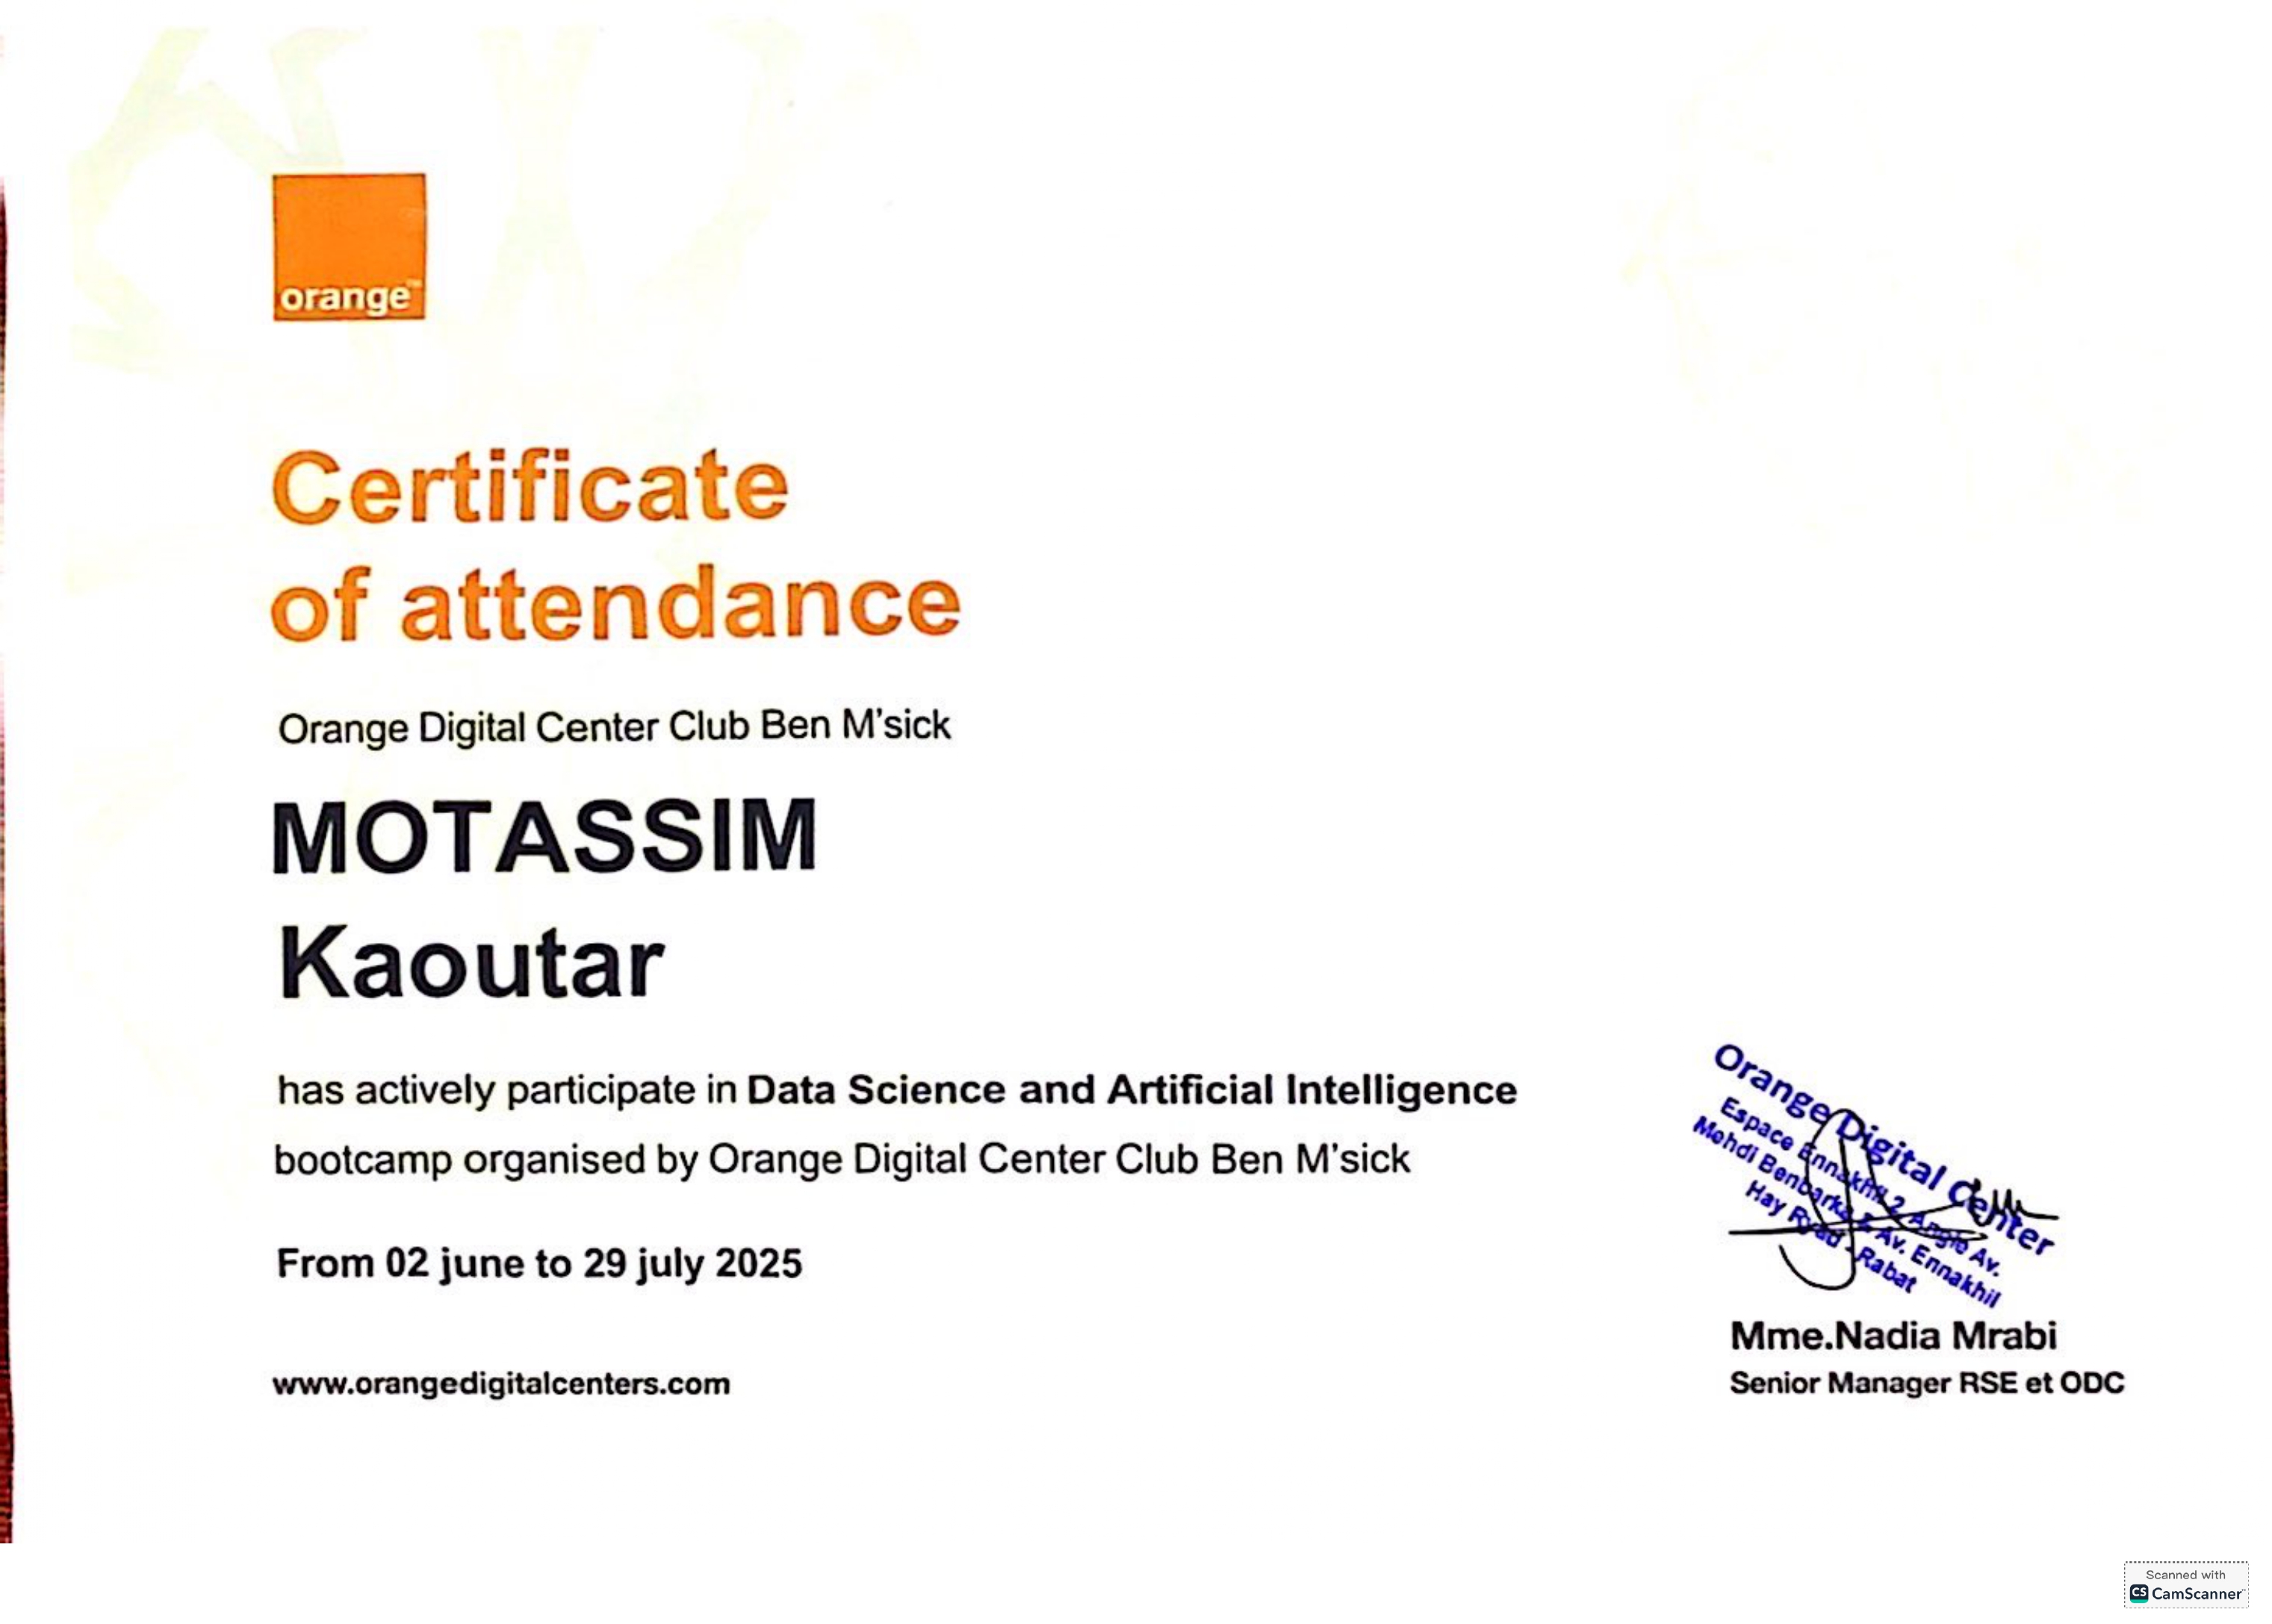 orange™
Certificate
of attendance
Orange Digital Center Club Ben M'sick
MOTASSIM
Kaoutar
has actively participate in Data Science and Artificial Intelligence
bootcamp organised by Orange Digital Center Club Ben M'sick
From 02 june to 29 july 2025
www.orangedigitalcenters.com
Orange Digital Center
Espace Ennakhil 2, Angle Av.
Mehdi Benbarka & Av. Ennakhil
Hay Ryad - Rabat
Mme.Nadia Mrabi
Senior Manager RSE et ODC
Scanned with
CS CamScanner